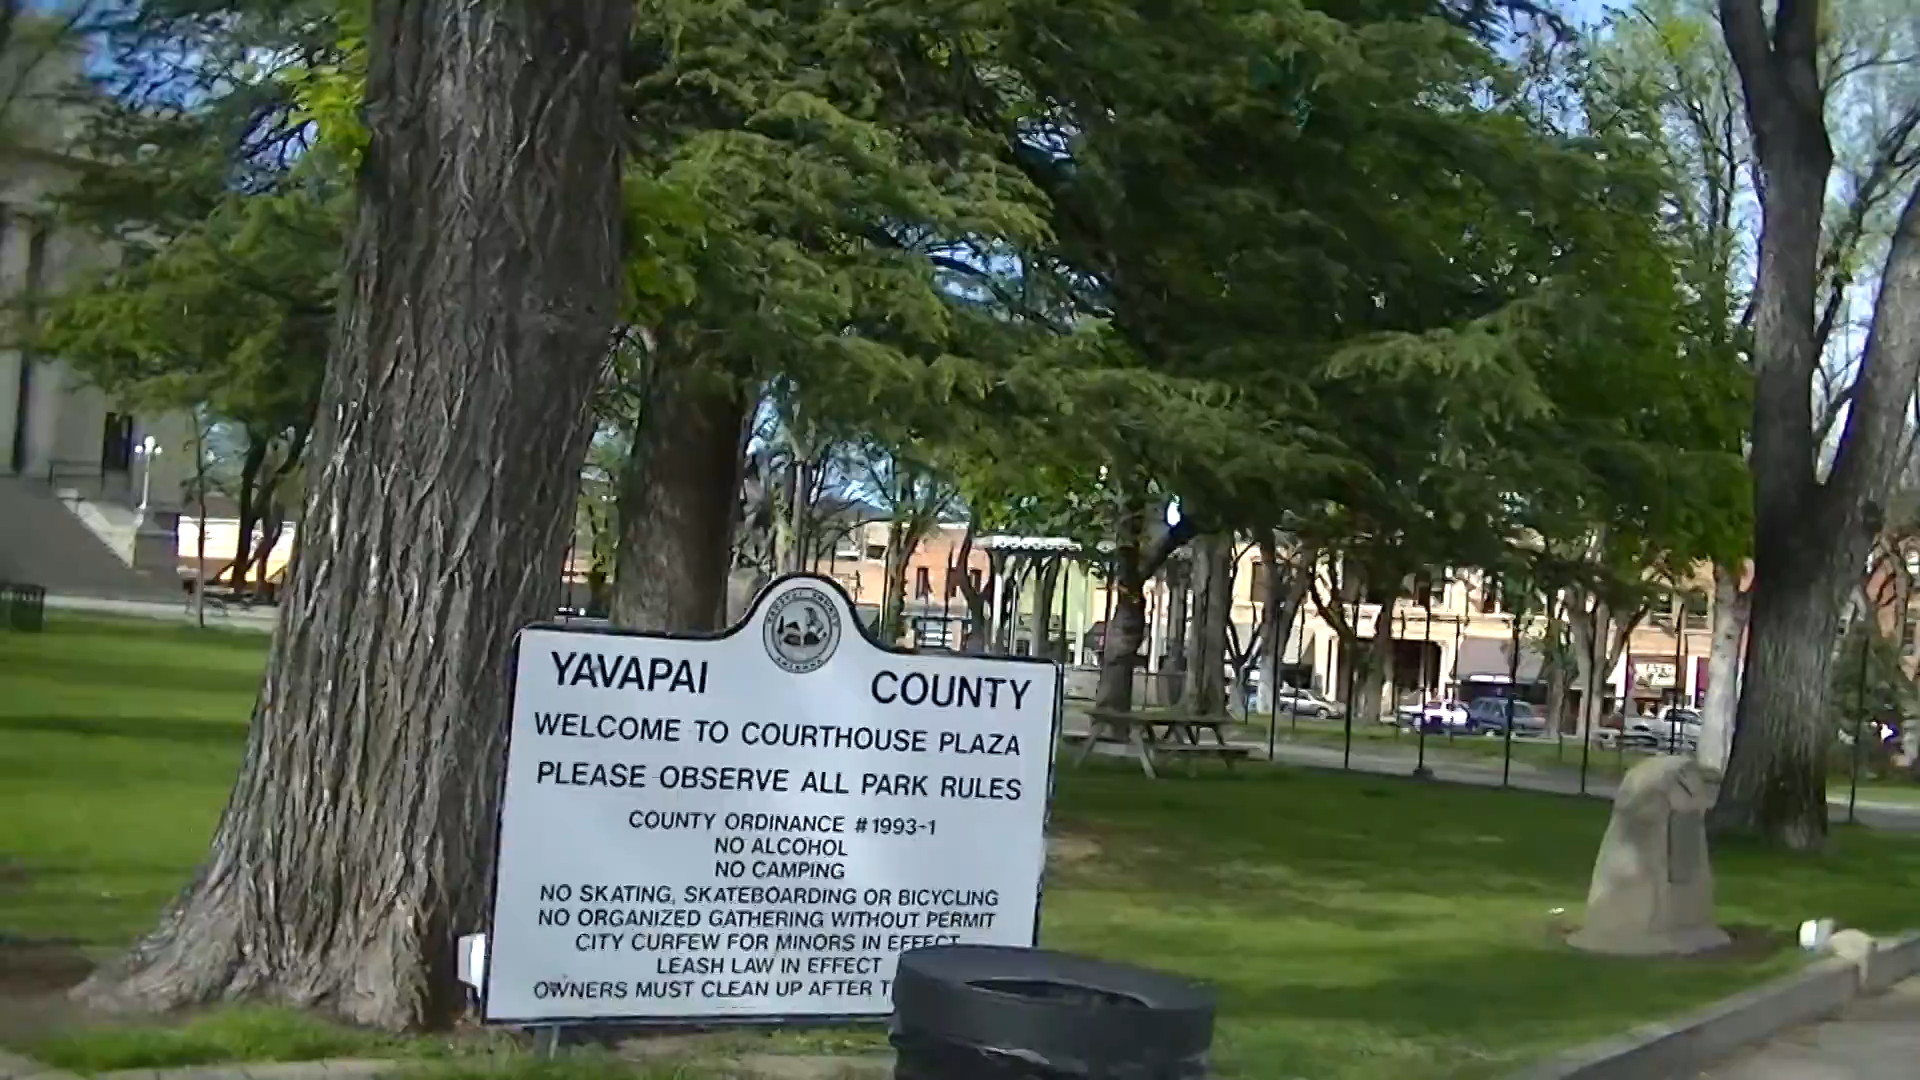 YAVAPAI COUNTY
WELCOME TO COURTHOUSE PLAZA
PLEASE OBSERVE ALL PARK RULES
COUNTY ORDINANCE #1993-1
NO ALCOHOL
NO CAMPING
NO SKATING, SKATEBOARDING OR BICYCLING
NO ORGANIZED GATHERING WITHOUT PERMIT
CITY CURFEW FOR MINORS IN EFFECT
LEASH LAW IN EFFECT
OWNERS MUST CLEAN UP AFTER T